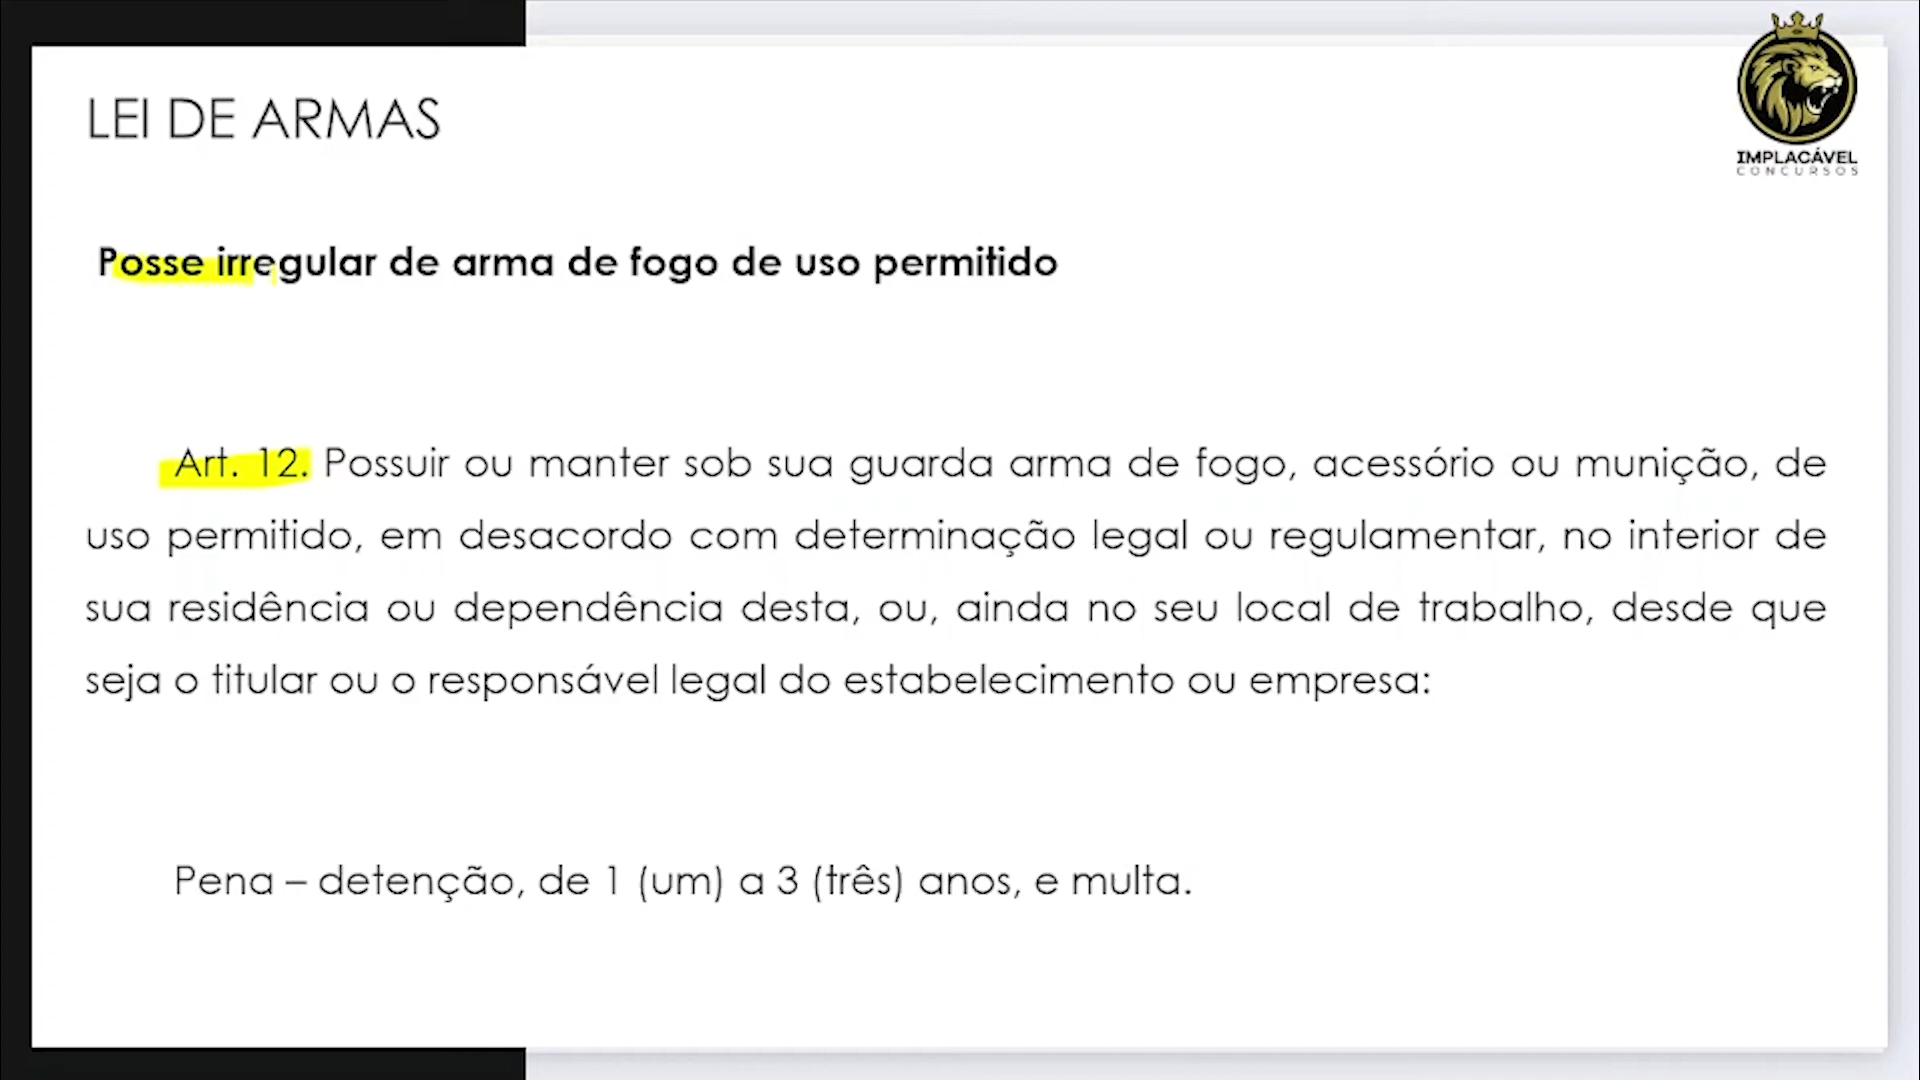 LEI DE ARMAS
IMPLACÁVEL
CONCURSOS
Posse irregular de arma de fogo de uso permitido
Art. 12. Possuir ou manter sob sua guarda arma de fogo, acessório ou munição, de
uso permitido, em desacordo com determinação legal ou regulamentar, no interior de
sua residência ou dependência desta, ou, ainda no seu local de trabalho, desde que
seja o titular ou o responsável legal do estabelecimento ou empresa:
Pena – detenção, de 1 (um) a 3 (três) anos, e multa.